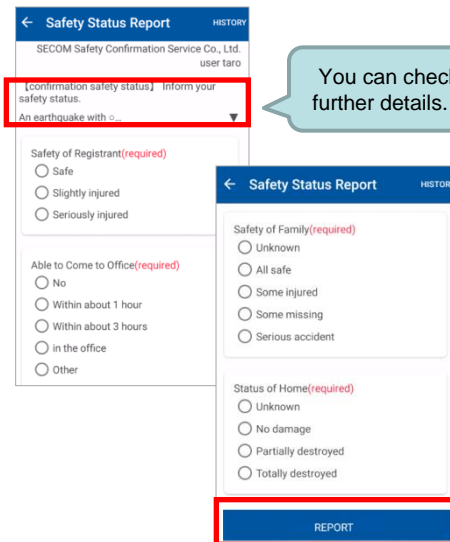 ← Safety Status Report HISTORY
SECOM Safety Confirmation Service Co., Ltd.
user taro
【confirmation safety status】 Inform your
safety status.
An earthquake with ○... ▼
You can check
further details.
Safety of Registrant(required)
Safe
Slightly injured
Seriously injured
Able to Come to Office(required)
No
Within about 1 hour
Within about 3 hours
in the office
Other
← Safety Status Report HISTOR
Safety of Family(required)
Unknown
All safe
Some injured
Some missing
Serious accident
Status of Home(required)
Unknown
No damage
Partially destroyed
Totally destroyed
REPORT